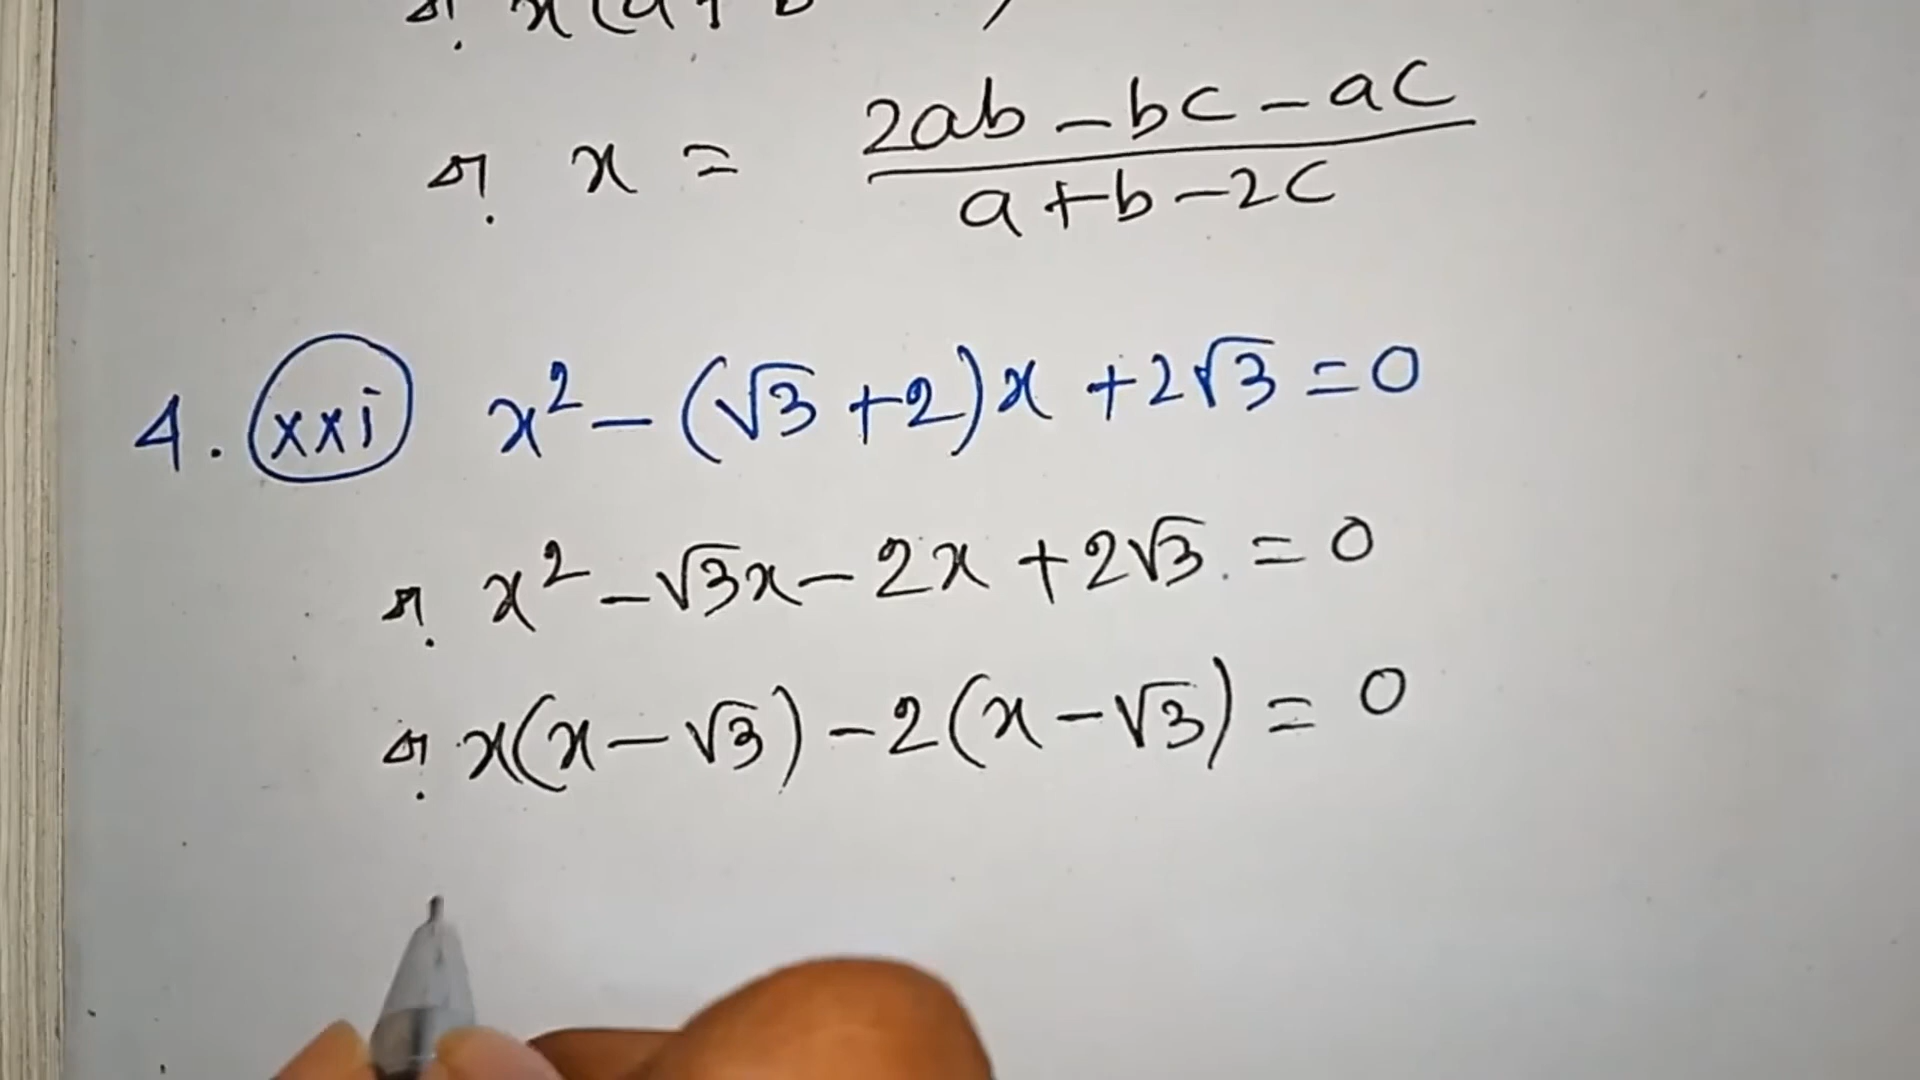 বা, x = (2ab - bc - ac)/(a + b - 2c)
4. (xxi) x² - (√3 + 2)x + 2√3 = 0
বা, x² - √3x - 2x + 2√3 = 0
বা, x(x - √3) - 2(x - √3) = 0